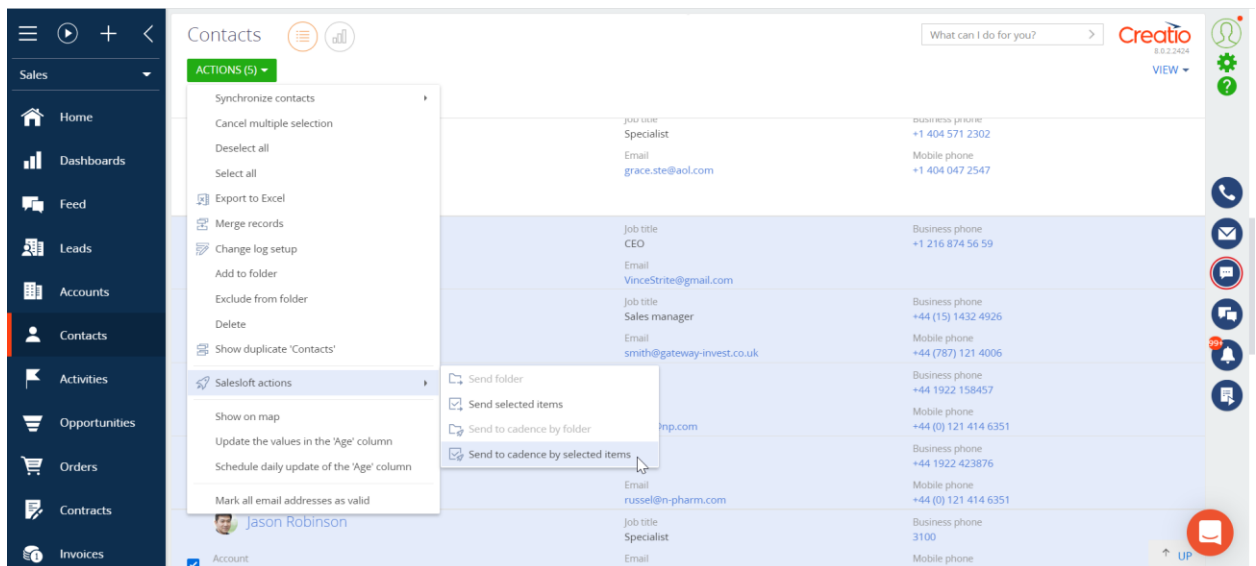 Contacts
What can I do for you?
Creatio
8.0.2.2424
Sales
ACTIONS (5)
VIEW
Home
Dashboards
Feed
Leads
Accounts
Contacts
Activities
Opportunities
Orders
Contracts
Invoices
Synchronize contacts
Cancel multiple selection
Deselect all
Select all
Export to Excel
Merge records
Change log setup
Add to folder
Exclude from folder
Delete
Show duplicate 'Contacts'
Salesloft actions
Show on map
Update the values in the 'Age' column
Schedule daily update of the 'Age' column
Mark all email addresses as valid
Send folder
Send selected items
Send to cadence by folder
Send to cadence by selected items
Job title
Business phone
Specialist
+1 404 571 2302
Email
Mobile phone
grace.ste@aol.com
+1 404 047 2547
Job title
Business phone
CEO
+1 216 874 56 59
Email
VinceStrite@gmail.com
Job title
Business phone
Sales manager
+44 (15) 1432 4926
Email
Mobile phone
smith@gateway-invest.co.uk
+44 (787) 121 4006
Business phone
+44 1922 158457
Mobile phone
np.com
+44 (0) 121 414 6351
Business phone
+44 1922 423876
Email
Mobile phone
russel@n-pharm.com
+44 (0) 121 414 6351
Jason Robinson
Job title
Business phone
Specialist
3100
Account
Email
Mobile phone
UP
99+